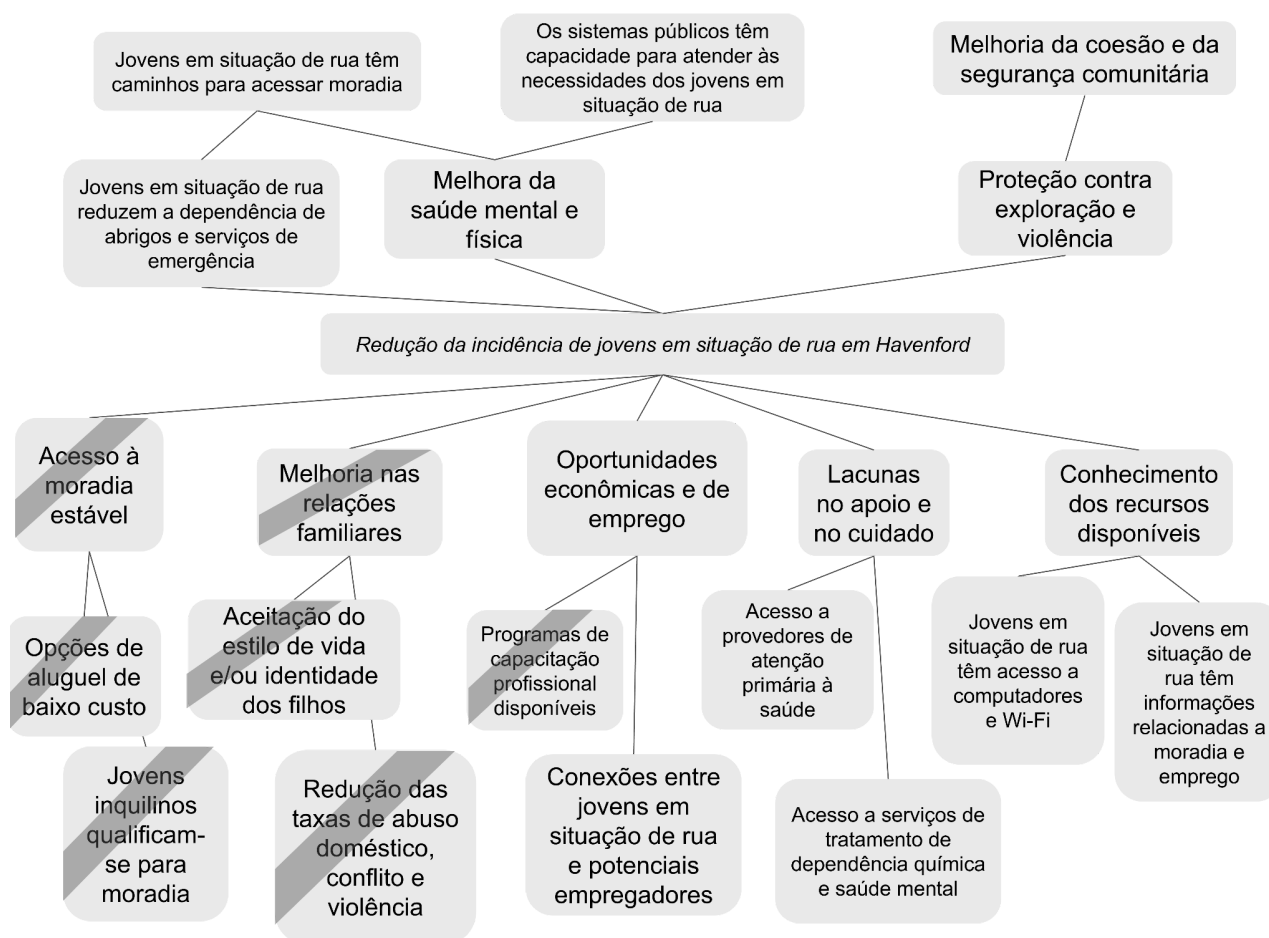 Jovens em situação de rua têm
caminhos para acessar moradia
Os sistemas públicos têm
capacidade para atender às
necessidades dos jovens em
situação de rua
Melhoria da coesão e da
segurança comunitária
Jovens em situação de rua
reduzem a dependência de
abrigos e serviços de
emergência
Melhora da
saúde mental e
física
Proteção contra
exploração e
violência
Redução da incidência de jovens em situação de rua em Havenford
Acesso à
moradia
estável
Melhoria nas
relações
familiares
Oportunidades
econômicas e de
emprego
Lacunas
no apoio e
no cuidado
Conhecimento
dos recursos
disponíveis
Opções de
aluguel de
baixo custo
Aceitação do
estilo de vida
e/ou identidade
dos filhos
Programas de
capacitação
profissional
disponíveis
Acesso a
provedores de
atenção
primária à
saúde
Jovens em
situação de rua
têm acesso a
computadores
e Wi-Fi
Jovens em
situação de
rua têm
informações
relacionadas a
moradia e
emprego
Jovens
inquilinos
qualificam-
se para
moradia
Redução das
taxas de abuso
doméstico,
conflito e
violência
Conexões entre
jovens em
situação de rua
e potenciais
empregadores
Acesso a serviços de
tratamento de
dependência química
e saúde mental